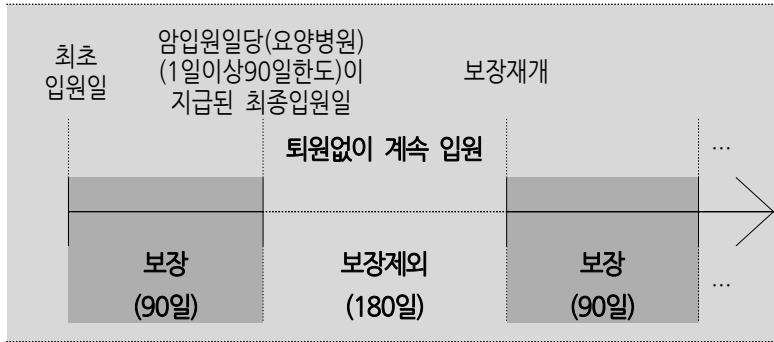 최초
입원일
암입원일당(요양병원)
(1일이상90일한도)이
지급된 최종입원일
보장재개
퇴원없이 계속 입원
…
보장
(90일)
보장제외
(180일)
보장
(90일)
…